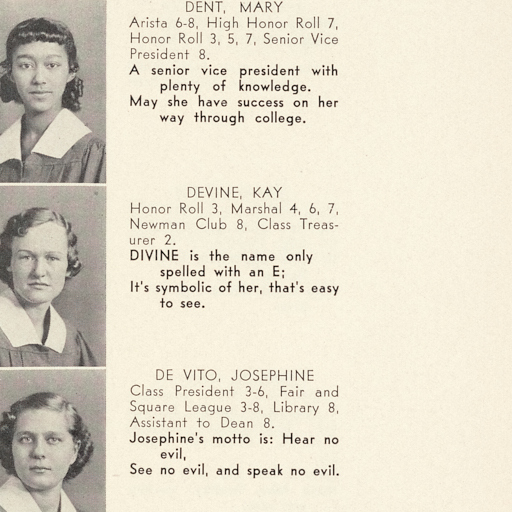 DENT, MARY
Arista 6-8, High Honor Roll 7,
Honor Roll 3, 5, 7, Senior Vice
President 8.
A senior vice president with
plenty of knowledge.
May she have success on her
way through college.
DEVINE, KAY
Honor Roll 3, Marshal 4, 6, 7,
Newman Club 8, Class Treas-
urer 2.
DIVINE is the name only
spelled with an E;
It's symbolic of her, that's easy
to see.
DE VITO, JOSEPHINE
Class President 3-6, Fair and
Square League 3-8, Library 8,
Assistant to Dean 8.
Josephine's motto is: Hear no
evil,
See no evil, and speak no evil.